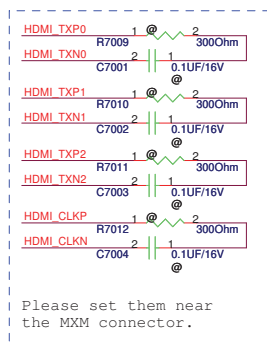 HDMI_TXP0 1 @ 2
R7009 300Ohm
HDMI_TXN0 2 1
C7001 0.1UF/16V
@
HDMI_TXP1 1 @ 2
R7010 300Ohm
HDMI_TXN1 2 1
C7002 0.1UF/16V
@
HDMI_TXP2 1 @ 2
R7011 300Ohm
HDMI_TXN2 2 1
C7003 0.1UF/16V
@
HDMI_CLKP 1 @ 2
R7012 300Ohm
HDMI_CLKN 2 1
C7004 0.1UF/16V
@
Please set them near
the MXM connector.